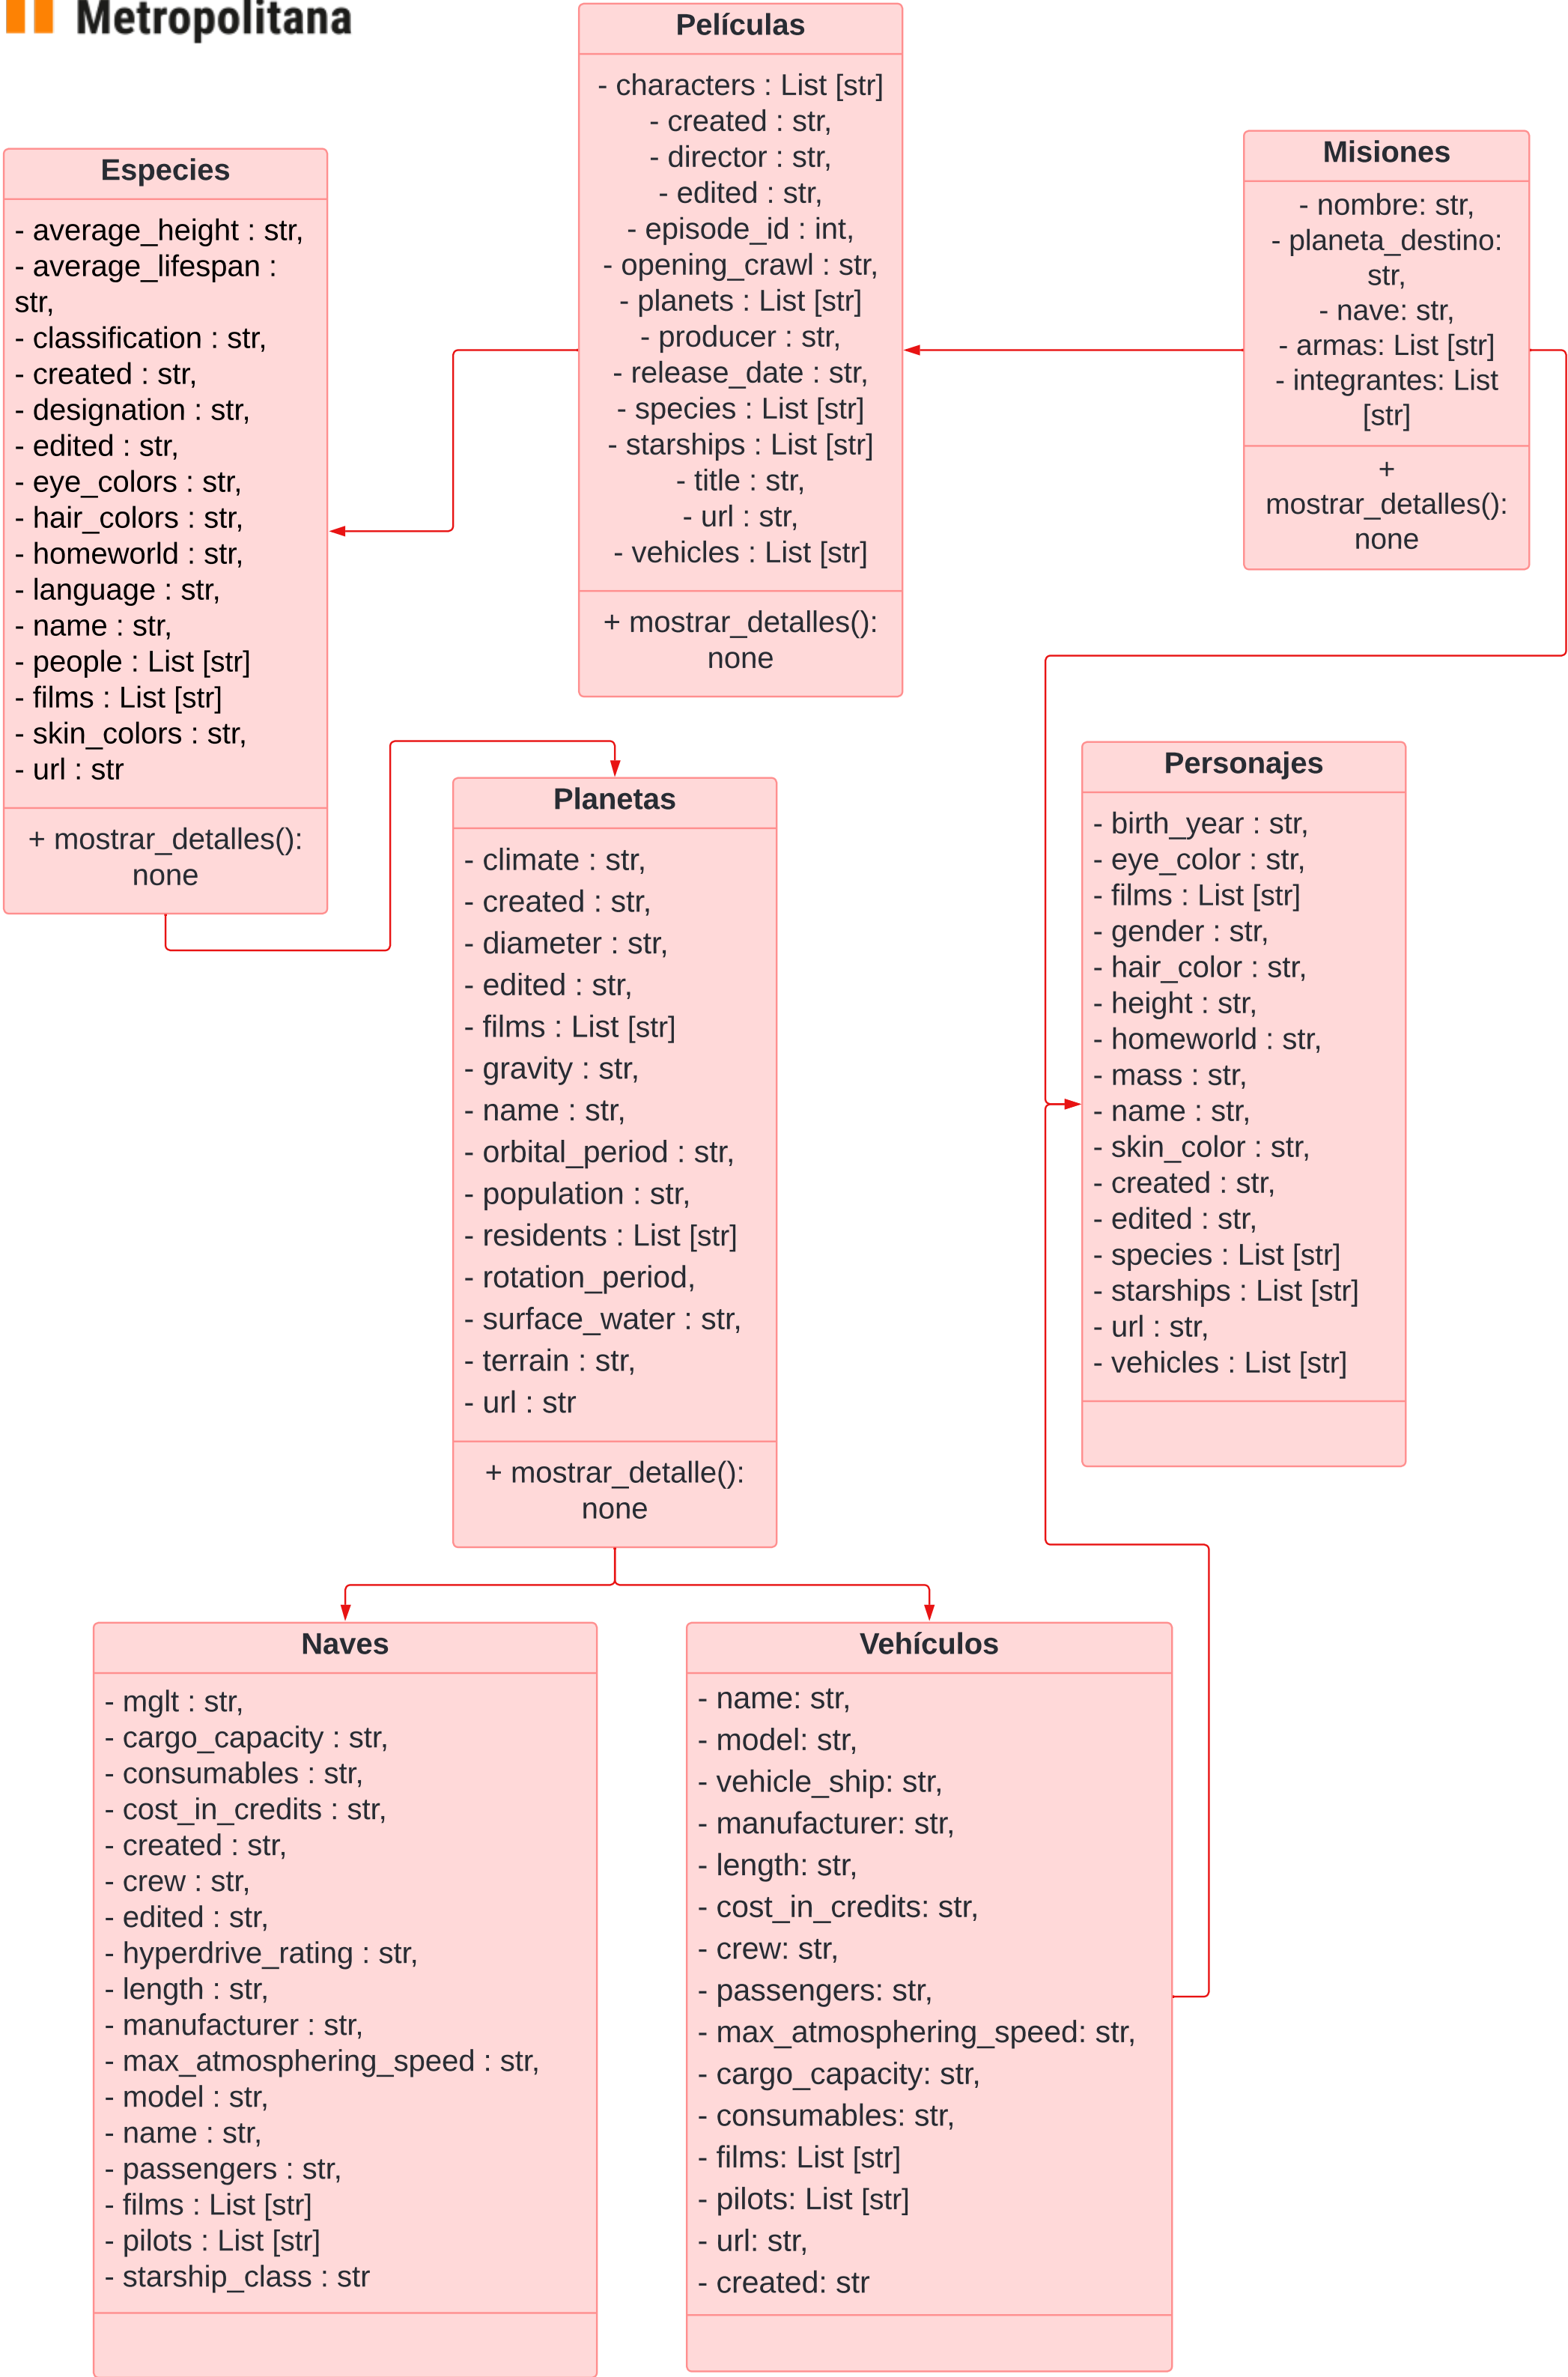 Metropolitana
Películas
- characters : List [str]
- created : str,
- director : str,
- edited : str,
- episode_id : int,
- opening_crawl : str,
- planets : List [str]
- producer : str,
- release_date : str,
- species : List [str]
- starships : List [str]
- title : str,
- url : str,
- vehicles : List [str]
+ mostrar_detalles():
none
Misiones
- nombre: str,
- planeta_destino:
str,
- nave: str,
- armas: List [str]
- integrantes: List
[str]
+
mostrar_detalles():
none
Especies
- average_height : str,
- average_lifespan :
str,
- classification : str,
- created : str,
- designation : str,
- edited : str,
- eye_colors : str,
- hair_colors : str,
- homeworld : str,
- language : str,
- name : str,
- people : List [str]
- films : List [str]
- skin_colors : str,
- url : str
+ mostrar_detalles():
none
Planetas
- climate : str,
- created : str,
- diameter : str,
- edited : str,
- films : List [str]
- gravity : str,
- name : str,
- orbital_period : str,
- population : str,
- residents : List [str]
- rotation_period,
- surface_water : str,
- terrain : str,
- url : str
+ mostrar_detalle():
none
Personajes
- birth_year : str,
- eye_color : str,
- films : List [str]
- gender : str,
- hair_color : str,
- height : str,
- homeworld : str,
- mass : str,
- name : str,
- skin_color : str,
- created : str,
- edited : str,
- species : List [str]
- starships : List [str]
- url : str,
- vehicles : List [str]
Naves
- mglt : str,
- cargo_capacity : str,
- consumables : str,
- cost_in_credits : str,
- created : str,
- crew : str,
- edited : str,
- hyperdrive_rating : str,
- length : str,
- manufacturer : str,
- max_atmosphering_speed : str,
- model : str,
- name : str,
- passengers : str,
- films : List [str]
- pilots : List [str]
- starship_class : str
Vehículos
- name: str,
- model: str,
- vehicle_ship: str,
- manufacturer: str,
- length: str,
- cost_in_credits: str,
- crew: str,
- passengers: str,
- max_atmosphering_speed: str,
- cargo_capacity: str,
- consumables: str,
- films: List [str]
- pilots: List [str]
- url: str,
- created: str